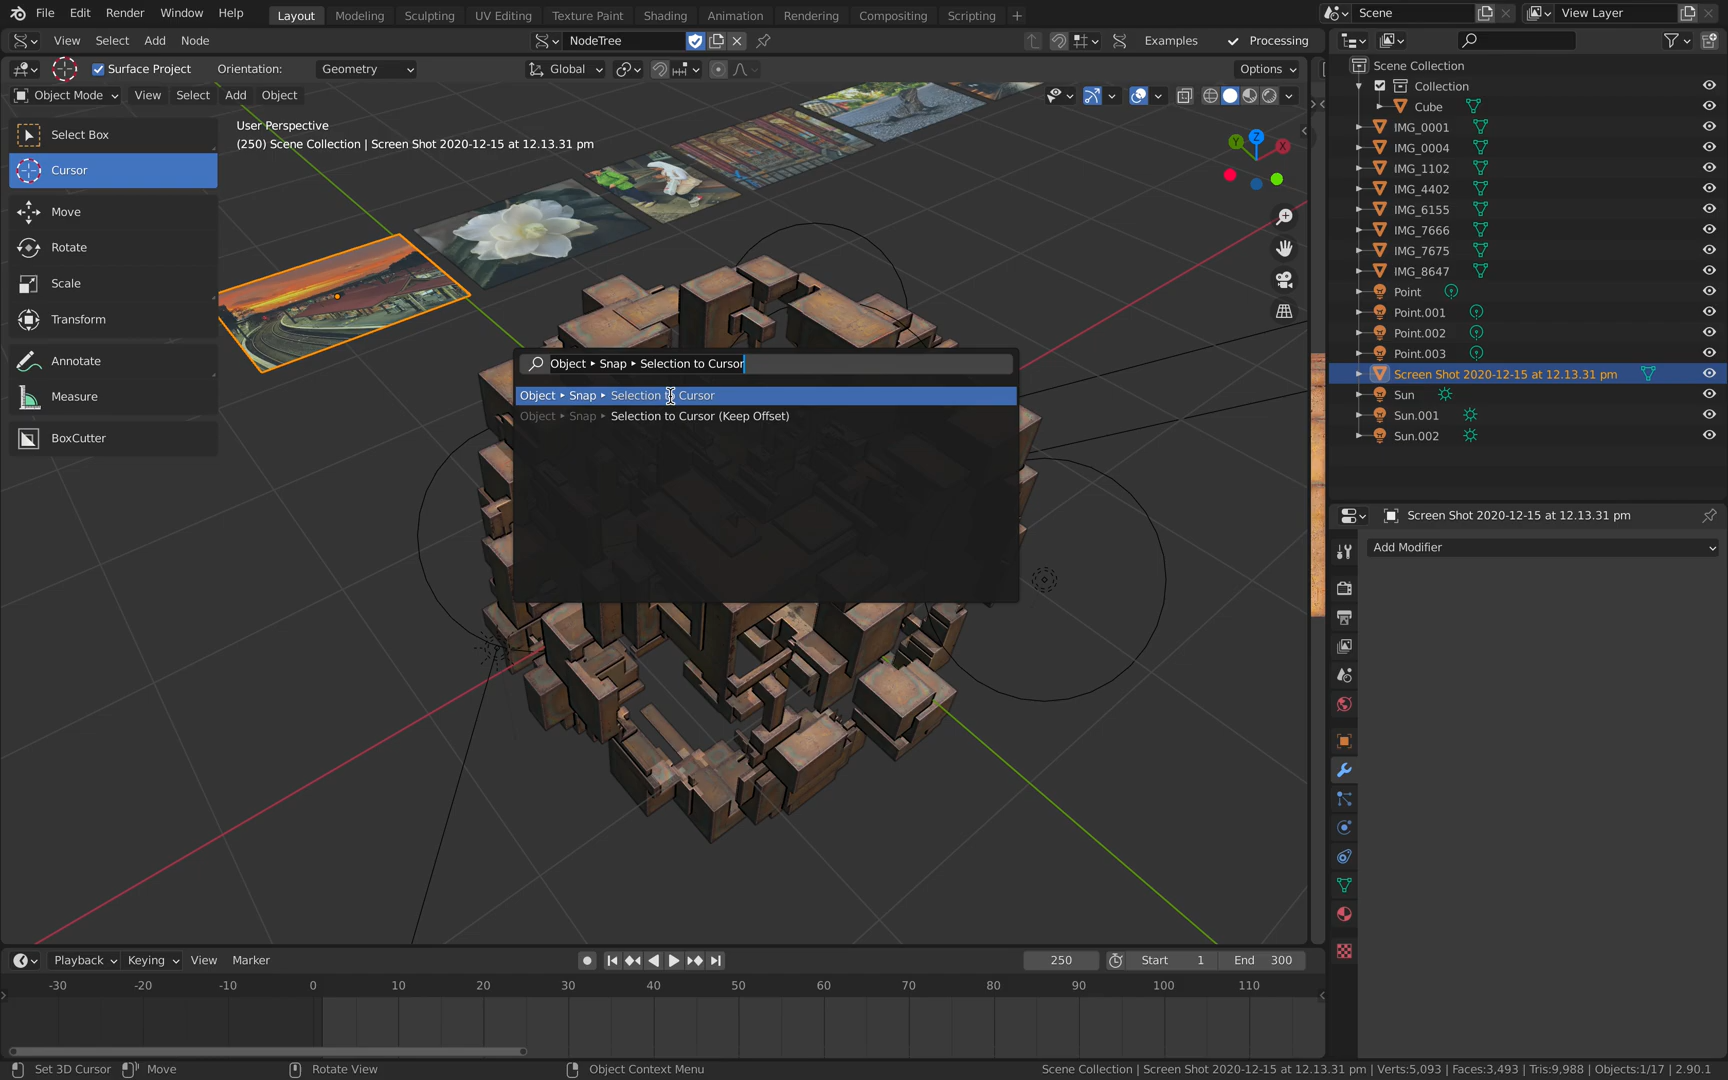 File Edit Render Window Help Layout Modeling Sculpting UV Editing Texture Paint Shading Animation Rendering Compositing Scripting + Scene View Layer
View Select Add Node NodeTree Examples Processing
Surface Project Orientation: Geometry Global Options
Object Mode View Select Add Object
Select Box
Cursor
Move
Rotate
Scale
Transform
Annotate
Measure
BoxCutter
User Perspective
(250) Scene Collection | Screen Shot 2020-12-15 at 12.13.31 pm
Z
Y
X
Object ▸ Snap ▸ Selection to Cursor
Object ▸ Snap ▸ Selection to Cursor
Object ▸ Snap ▸ Selection to Cursor (Keep Offset)
Scene Collection
Collection
Cube
IMG_0001
IMG_0004
IMG_1102
IMG_4402
IMG_6155
IMG_7666
IMG_7675
IMG_8647
Point
Point.001
Point.002
Point.003
Screen Shot 2020-12-15 at 12.13.31 pm
Sun
Sun.001
Sun.002
Screen Shot 2020-12-15 at 12.13.31 pm
Add Modifier
Playback Keying View Marker 250 Start 1 End 300
-30 -20 -10 0 10 20 30 40 50 60 70 80 90 100 110
Set 3D Cursor Move Rotate View Object Context Menu Scene Collection | Screen Shot 2020-12-15 at 12.13.31 pm | Verts:5,093 | Faces:3,493 | Tris:9,988 | Objects:1/17 | 2.90.1